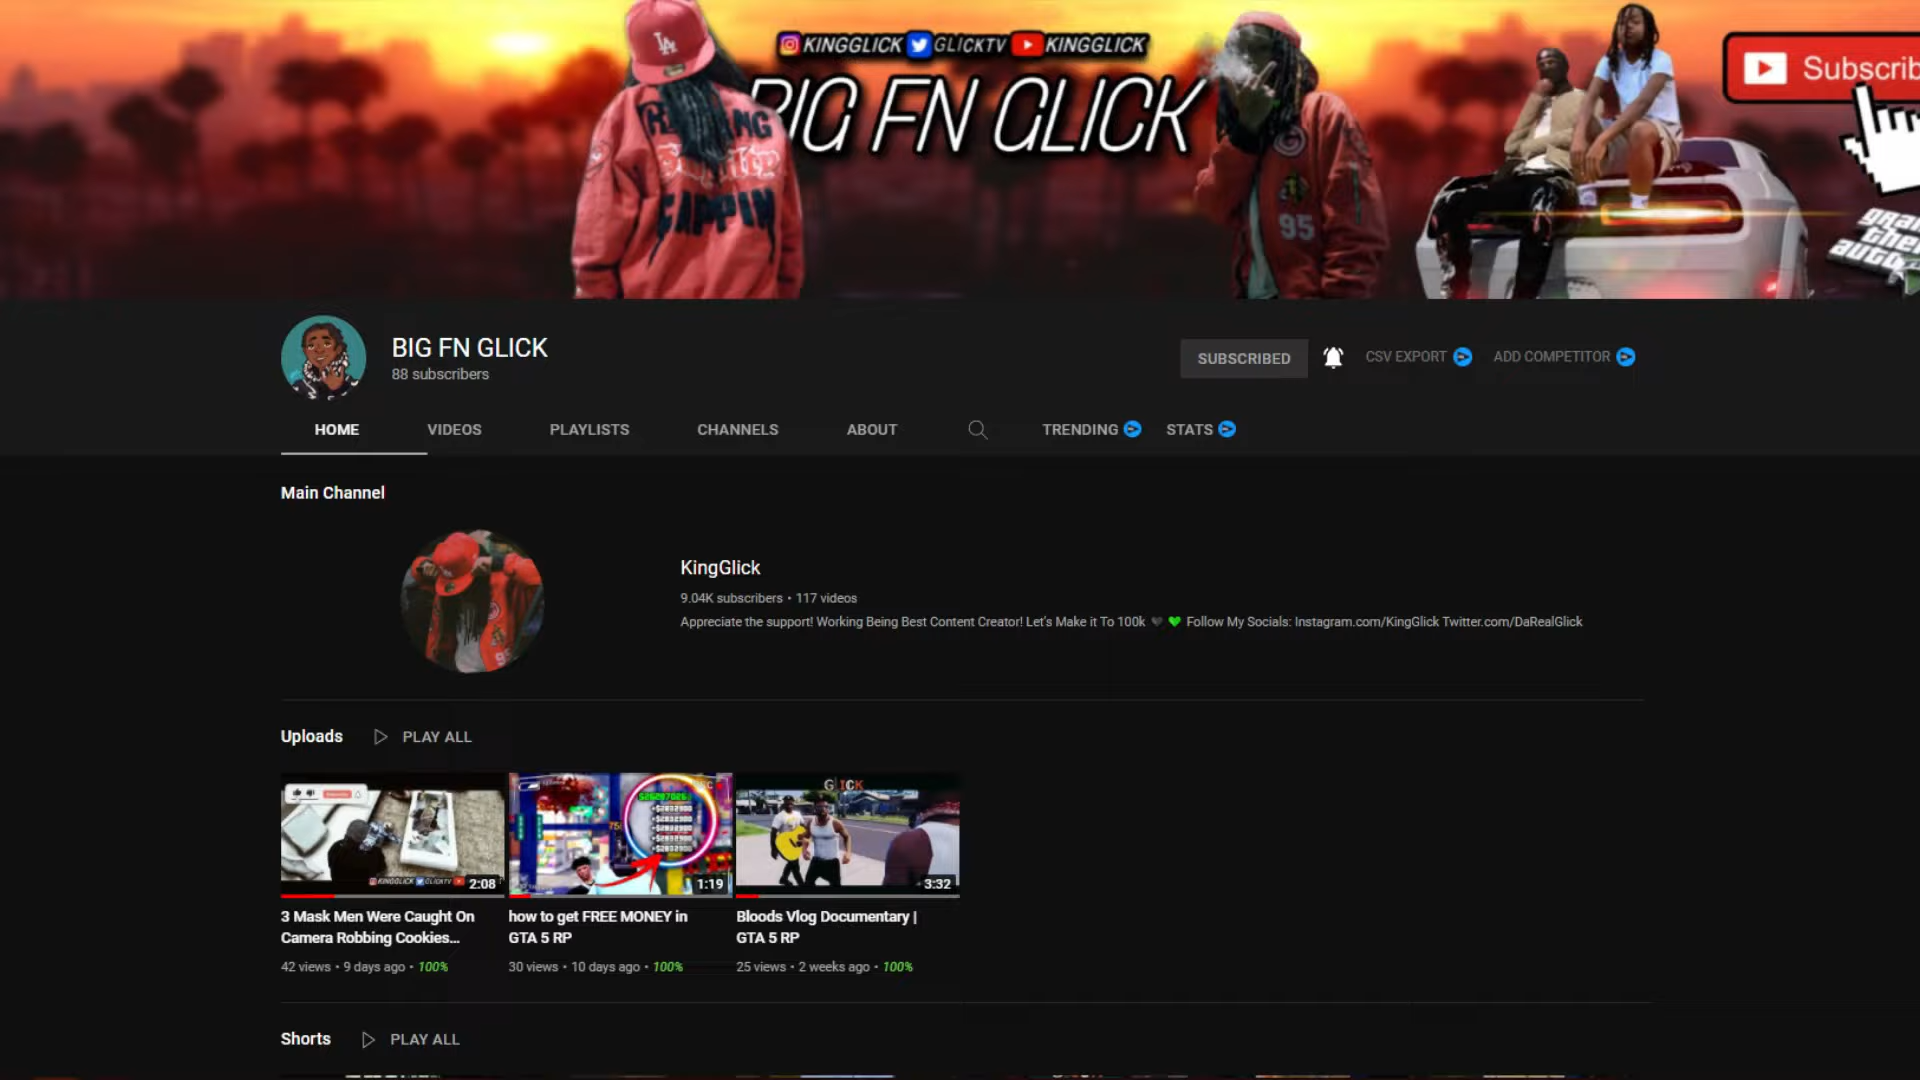 KINGGLICK GLICKTV KINGGLICK
BIG FN GLICK
LA
95
Subscrib
BIG FN GLICK
88 subscribers
SUBSCRIBED
CSV EXPORT
ADD COMPETITOR
HOME
VIDEOS
PLAYLISTS
CHANNELS
ABOUT
TRENDING
STATS
Main Channel
KingGlick
9.04K subscribers • 117 videos
Appreciate the support! Working Being Best Content Creator! Let's Make it To 100k 🖤 💚 Follow My Socials: Instagram.com/KingGlick Twitter.com/DaRealGlick
Uploads
PLAY ALL
KINGGLICK GLICKTV
2:08
1:19
GLICK
3:32
3 Mask Men Were Caught On
Camera Robbing Cookies...
42 views • 9 days ago • 100%
how to get FREE MONEY in
GTA 5 RP
30 views • 10 days ago • 100%
Bloods Vlog Documentary |
GTA 5 RP
25 views • 2 weeks ago • 100%
Shorts
PLAY ALL